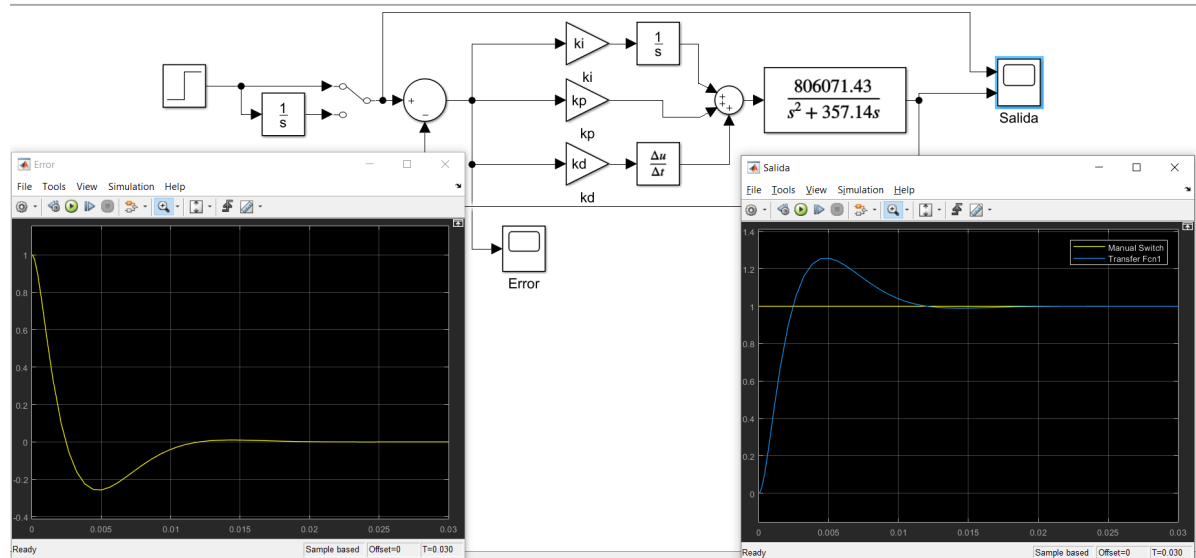 ki
1
s
ki
kp
kp
1
s
+
−
+
+
+
806071.43
s² + 357.14s
Salida
kd
Δu
Δt
kd
Error
Error
File Tools View Simulation Help
1
0.8
0.6
0.4
0.2
0
-0.2
-0.4
0 0.005 0.01 0.015 0.02 0.025 0.03
Ready Sample based Offset=0 T=0.030
Salida
File Tools View Simulation Help
Manual Switch
Transfer Fcn1
1.4
1.2
1
0.8
0.6
0.4
0.2
0
0 0.005 0.01 0.015 0.02 0.025 0.03
Ready Sample based Offset=0 T=0.030